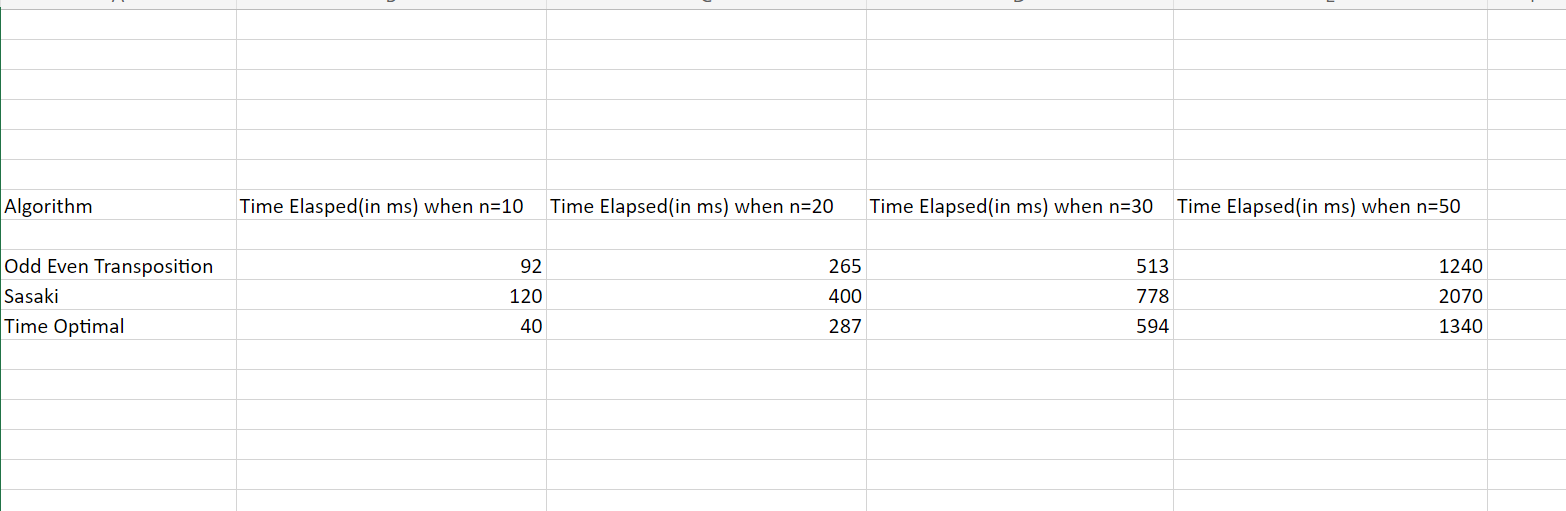 Algorithm Time Elasped(in ms) when n=10 Time Elapsed(in ms) when n=20 Time Elapsed(in ms) when n=30 Time Elapsed(in ms) when n=50
Odd Even Transposition 92 265 513 1240
Sasaki 120 400 778 2070
Time Optimal 40 287 594 1340